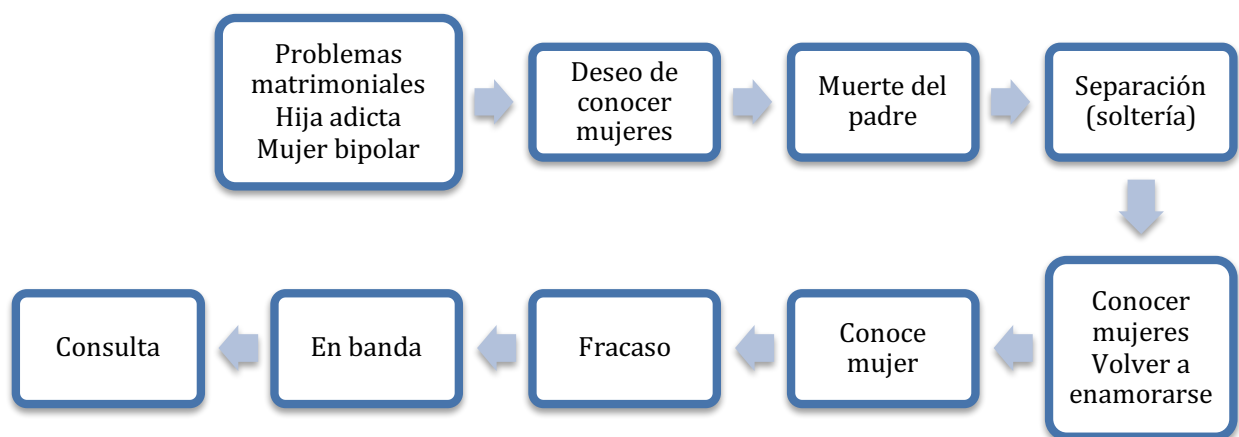 Problemas
matrimoniales
Hija adicta
Mujer bipolar
Deseo de
conocer
mujeres
Muerte del
padre
Separación
(soltería)
Conocer
mujeres
Volver a
enamorarse
Conoce
mujer
Fracaso
En banda
Consulta